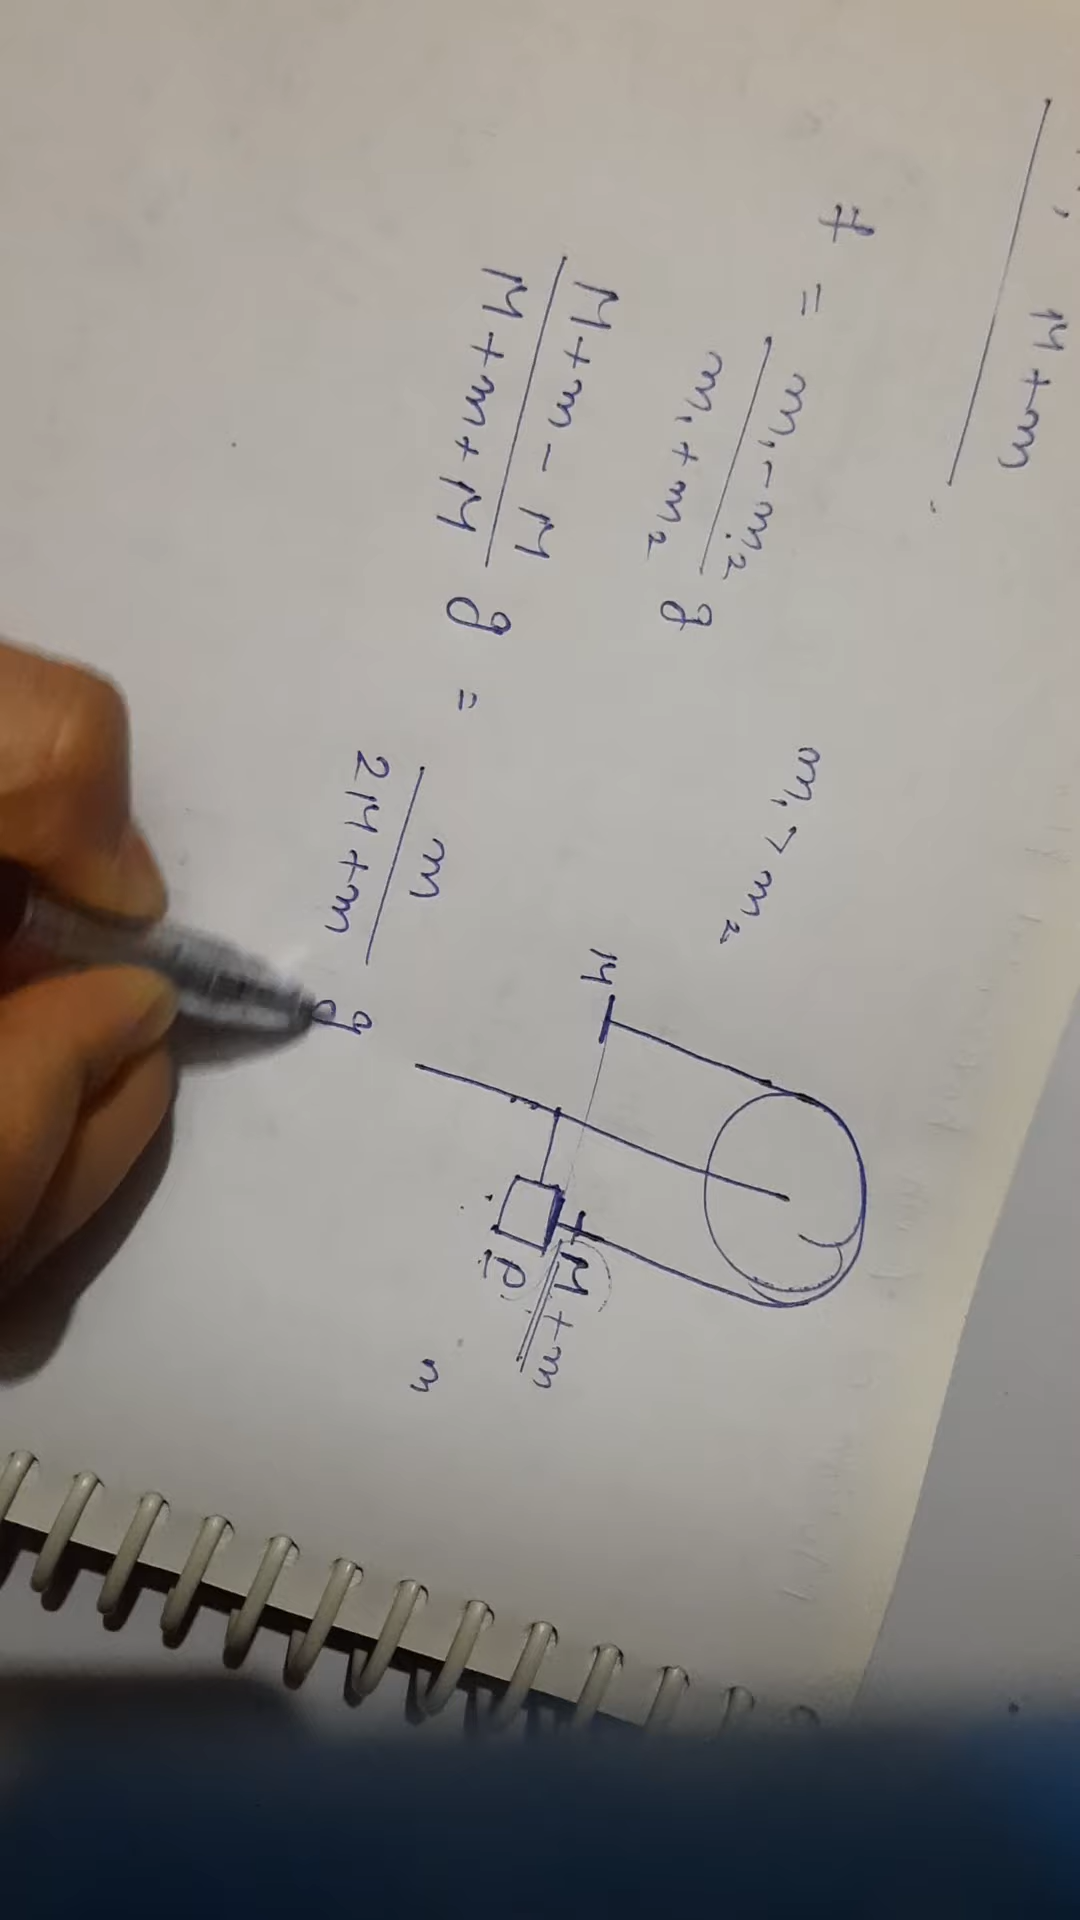 M+m
f = m₁-m₂ / m₁+m₂ g
m₁ > m₂
M+m-M / M+m+M g = m / 2M+m g
M
M+m
P
m